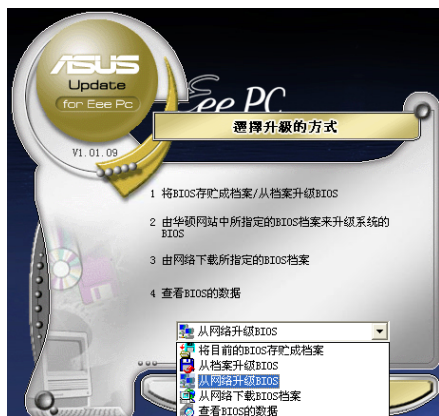 ASUS
Update
for Eee Pc
Eee PC
選擇升級的方式
V1.01.09
1 将BIOS存贮成档案/从档案升级BIOS
2 由华硕网站中所指定的BIOS档案来升级系统的
BIOS
3 由网络下载所指定的BIOS档案
4 查看BIOS的数据
从网络升级BIOS
将目前的BIOS存贮成档案
从档案升级BIOS
从网络升级BIOS
从网络下载BIOS档案
查看BIOS的数据